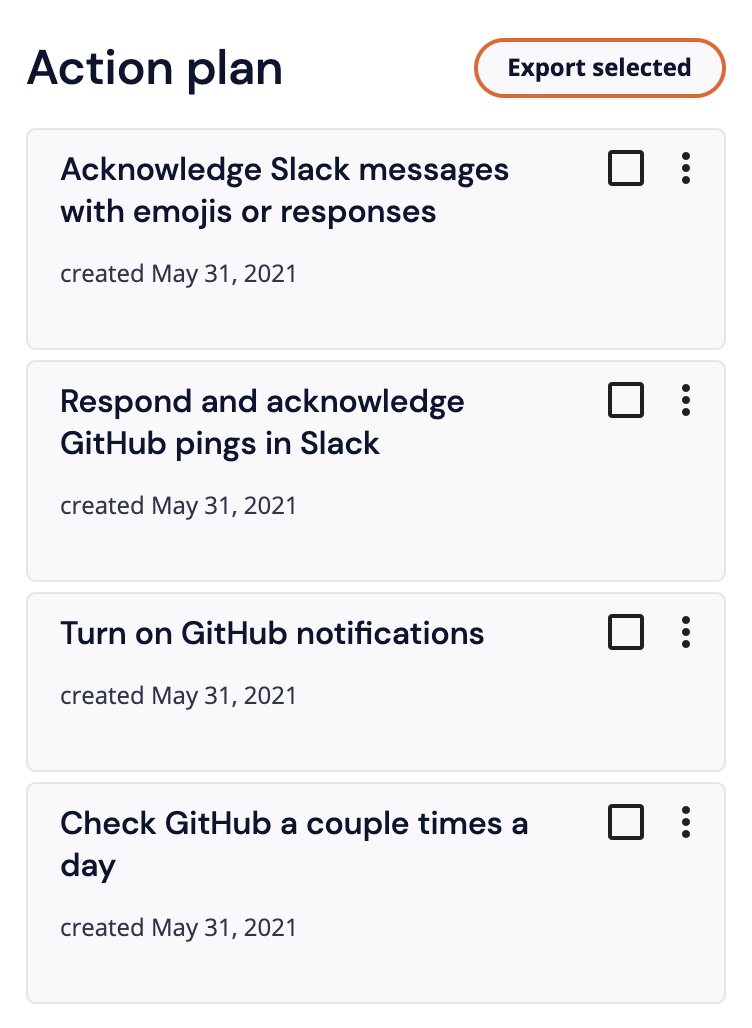 Action plan
Export selected
Acknowledge Slack messages
with emojis or responses
created May 31, 2021
Respond and acknowledge
GitHub pings in Slack
created May 31, 2021
Turn on GitHub notifications
created May 31, 2021
Check GitHub a couple times a
day
created May 31, 2021